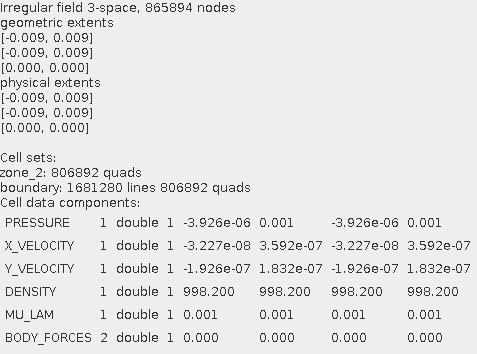 Irregular field 3-space, 865894 nodes
geometric extents
[-0.009, 0.009]
[-0.009, 0.009]
[0.000, 0.000]
physical extents
[-0.009, 0.009]
[-0.009, 0.009]
[0.000, 0.000]
Cell sets:
zone_2: 806892 quads
boundary: 1681280 lines 806892 quads
Cell data components:
PRESSURE 1 double 1 -3.926e-06 0.001 -3.926e-06 0.001
X_VELOCITY 1 double 1 -3.227e-08 3.592e-07 -3.227e-08 3.592e-07
Y_VELOCITY 1 double 1 -1.926e-07 1.832e-07 -1.926e-07 1.832e-07
DENSITY 1 double 1 998.200 998.200 998.200 998.200
MU_LAM 1 double 1 0.001 0.001 0.001 0.001
BODY_FORCES 2 double 1 0.000 0.000 0.000 0.000